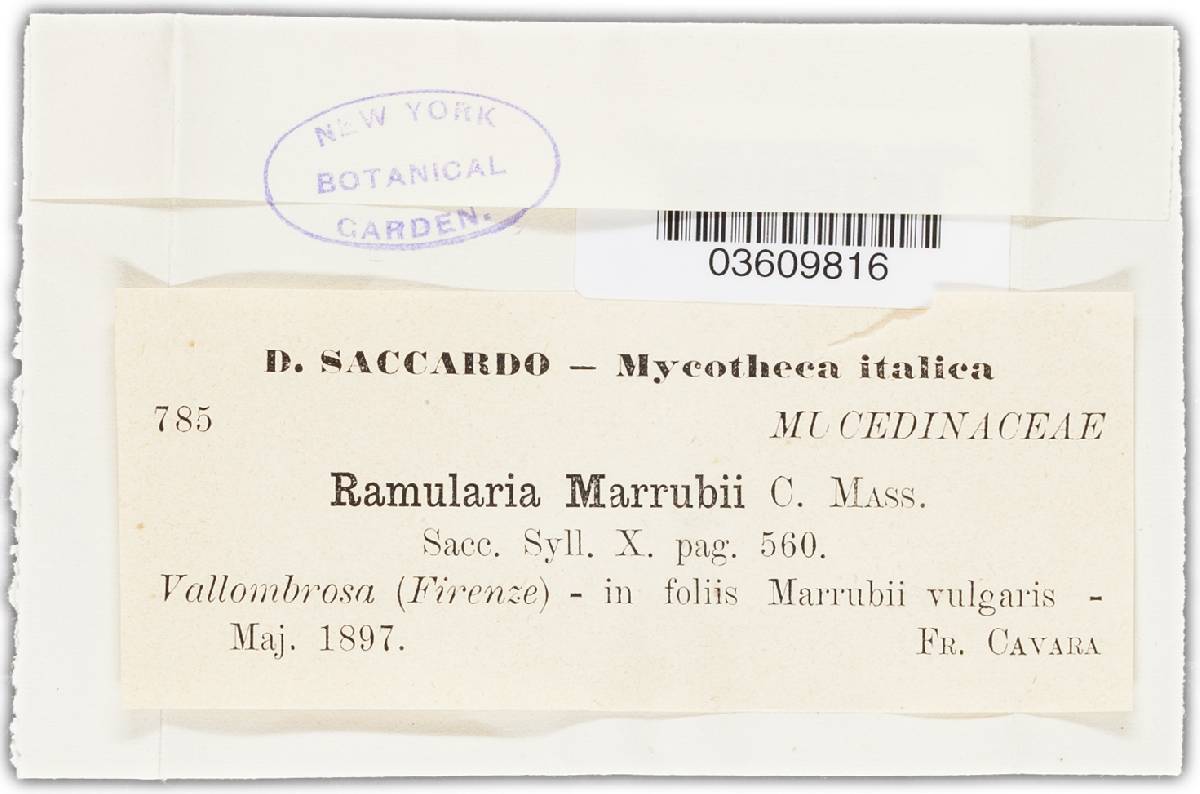 NEW YORK
BOTANICAL
GARDEN.
03609816
D. SACCARDO — Mycotheca italica
785
MUCEDINACEAE
Ramularia Marrubii C. MASS.
Sacc. Syll. X. pag. 560.
Vallombrosa (Firenze) - in foliis Marrubii vulgaris -
Maj. 1897.
FR. CAVARA